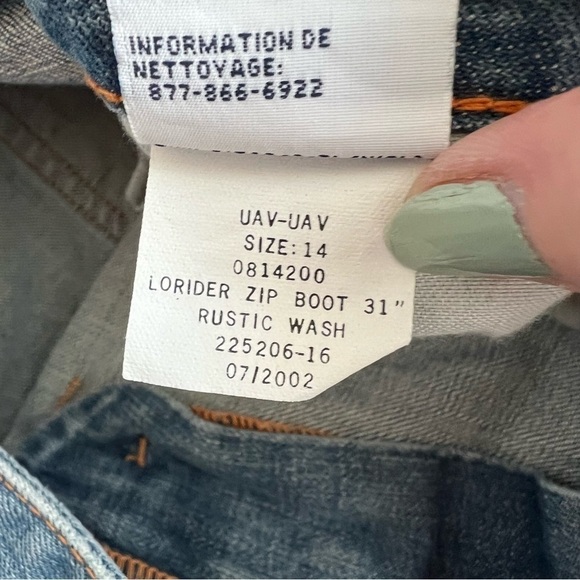 INFORMATION DE
NETTOYAGE:
877-866-6922
UAV-UAV
SIZE: 14
0814200
LORIDER ZIP BOOT 31"
RUSTIC WASH
225206-16
07/2002